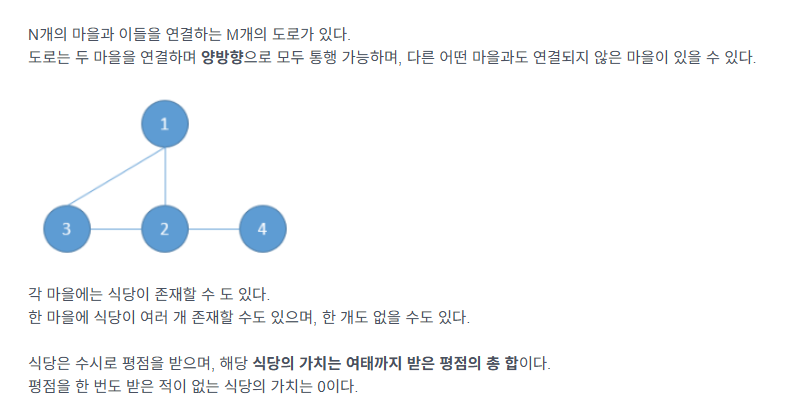 N개의 마을과 이들을 연결하는 M개의 도로가 있다.
도로는 두 마을을 연결하며 양방향으로 모두 통행 가능하며, 다른 어떤 마을과도 연결되지 않은 마을이 있을 수 있다.
1
3 2 4
각 마을에는 식당이 존재할 수 도 있다.
한 마을에 식당이 여러 개 존재할 수도 있으며, 한 개도 없을 수도 있다.
식당은 수시로 평점을 받으며, 해당 식당의 가치는 여태까지 받은 평점의 총 합이다.
평점을 한 번도 받은 적이 없는 식당의 가치는 0이다.